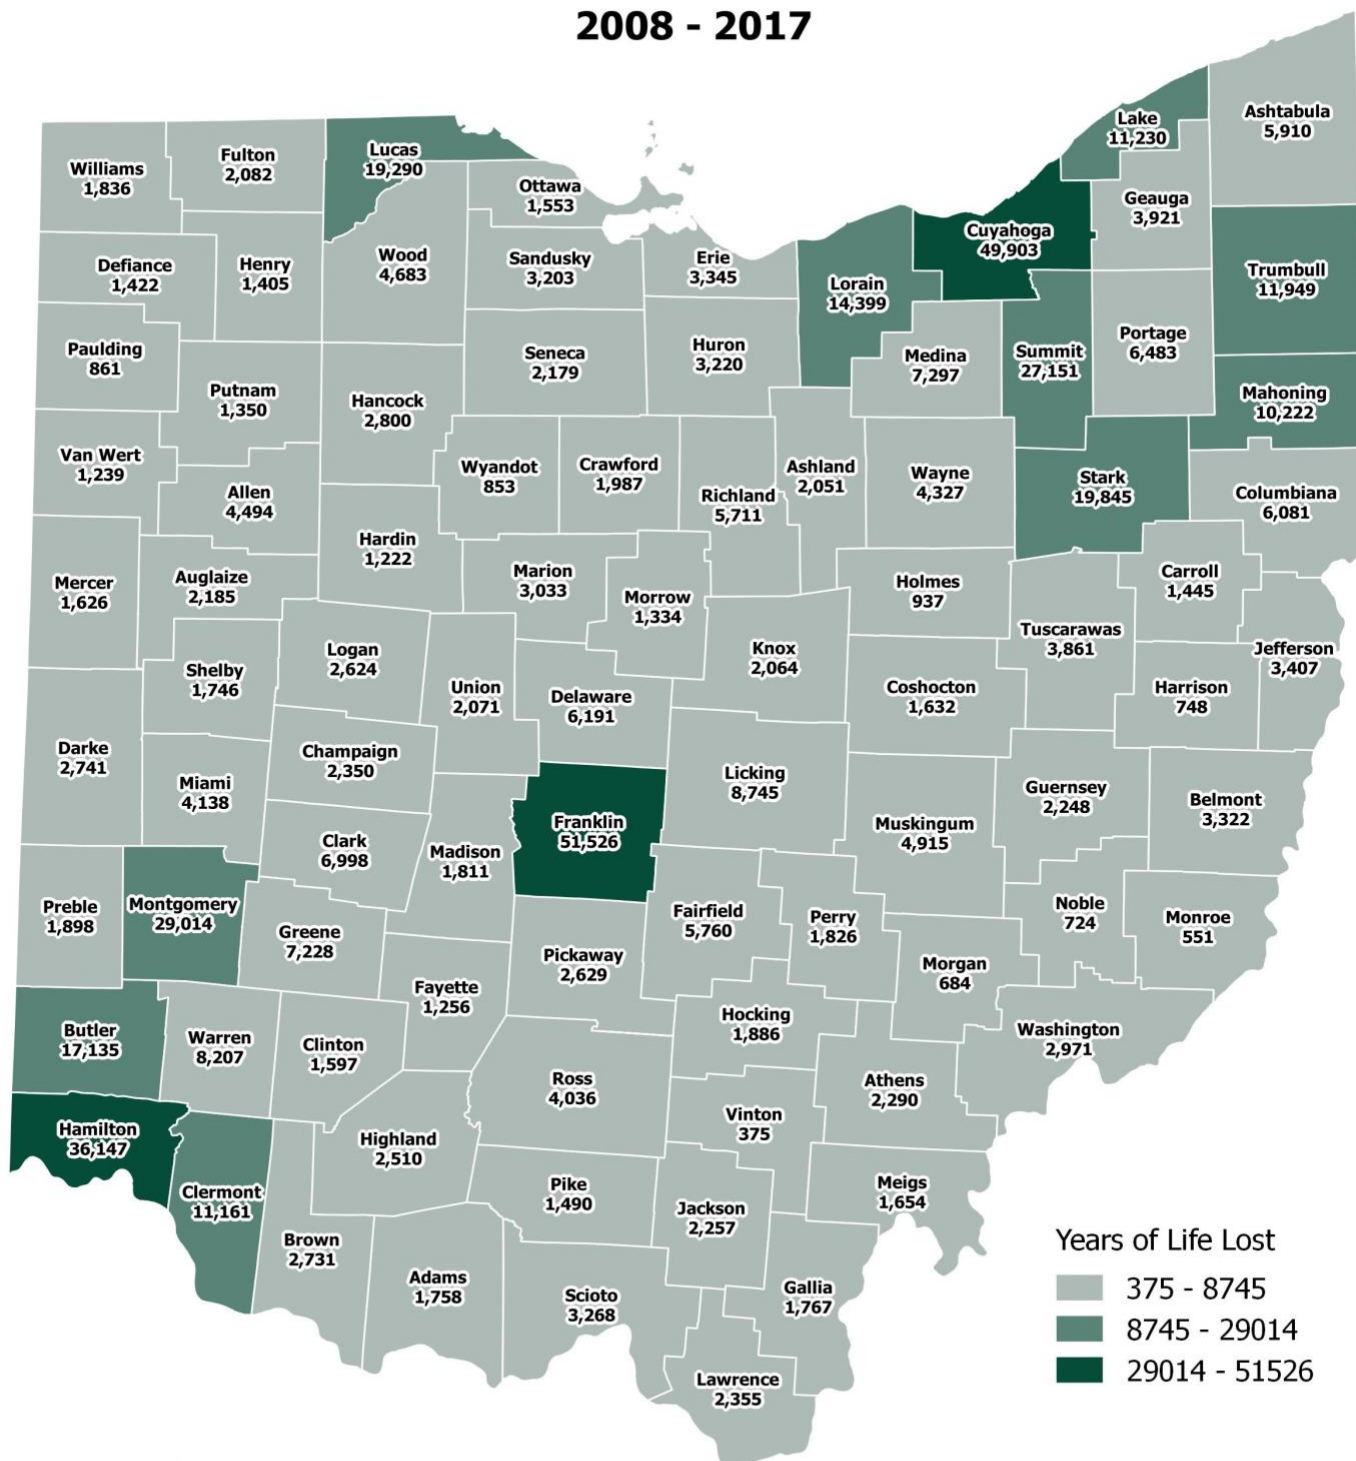 2008 - 2017
Lake
11,230
Ashtabula
5,910
Williams
1,836
Fulton
2,082
Lucas
19,290
Ottawa
1,553
Geauga
3,921
Cuyahoga
49,903
Defiance
1,422
Henry
1,405
Wood
4,683
Sandusky
3,203
Erie
3,345
Lorain
14,399
Trumbull
11,949
Paulding
861
Seneca
2,179
Huron
3,220
Medina
7,297
Summit
27,151
Portage
6,483
Putnam
1,350
Hancock
2,800
Mahoning
10,222
Van Wert
1,239
Allen
4,494
Wyandot
853
Crawford
1,987
Richland
5,711
Ashland
2,051
Wayne
4,327
Stark
19,845
Columbiana
6,081
Mercer
1,626
Auglaize
2,185
Hardin
1,222
Marion
3,033
Morrow
1,334
Holmes
937
Carroll
1,445
Tuscarawas
3,861
Jefferson
3,407
Shelby
1,746
Logan
2,624
Union
2,071
Delaware
6,191
Knox
2,064
Coshocton
1,632
Harrison
748
Darke
2,741
Miami
4,138
Champaign
2,350
Licking
8,745
Guernsey
2,248
Belmont
3,322
Clark
6,998
Madison
1,811
Franklin
51,526
Muskingum
4,915
Preble
1,898
Montgomery
29,014
Greene
7,228
Fairfield
5,760
Perry
1,826
Noble
724
Monroe
551
Pickaway
2,629
Morgan
684
Fayette
1,256
Butler
17,135
Warren
8,207
Clinton
1,597
Hocking
1,886
Washington
2,971
Ross
4,036
Athens
2,290
Hamilton
36,147
Highland
2,510
Vinton
375
Clermont
11,161
Pike
1,490
Jackson
2,257
Meigs
1,654
Brown
2,731
Adams
1,758
Scioto
3,268
Gallia
1,767
Lawrence
2,355
Years of Life Lost
375 - 8745
8745 - 29014
29014 - 51526